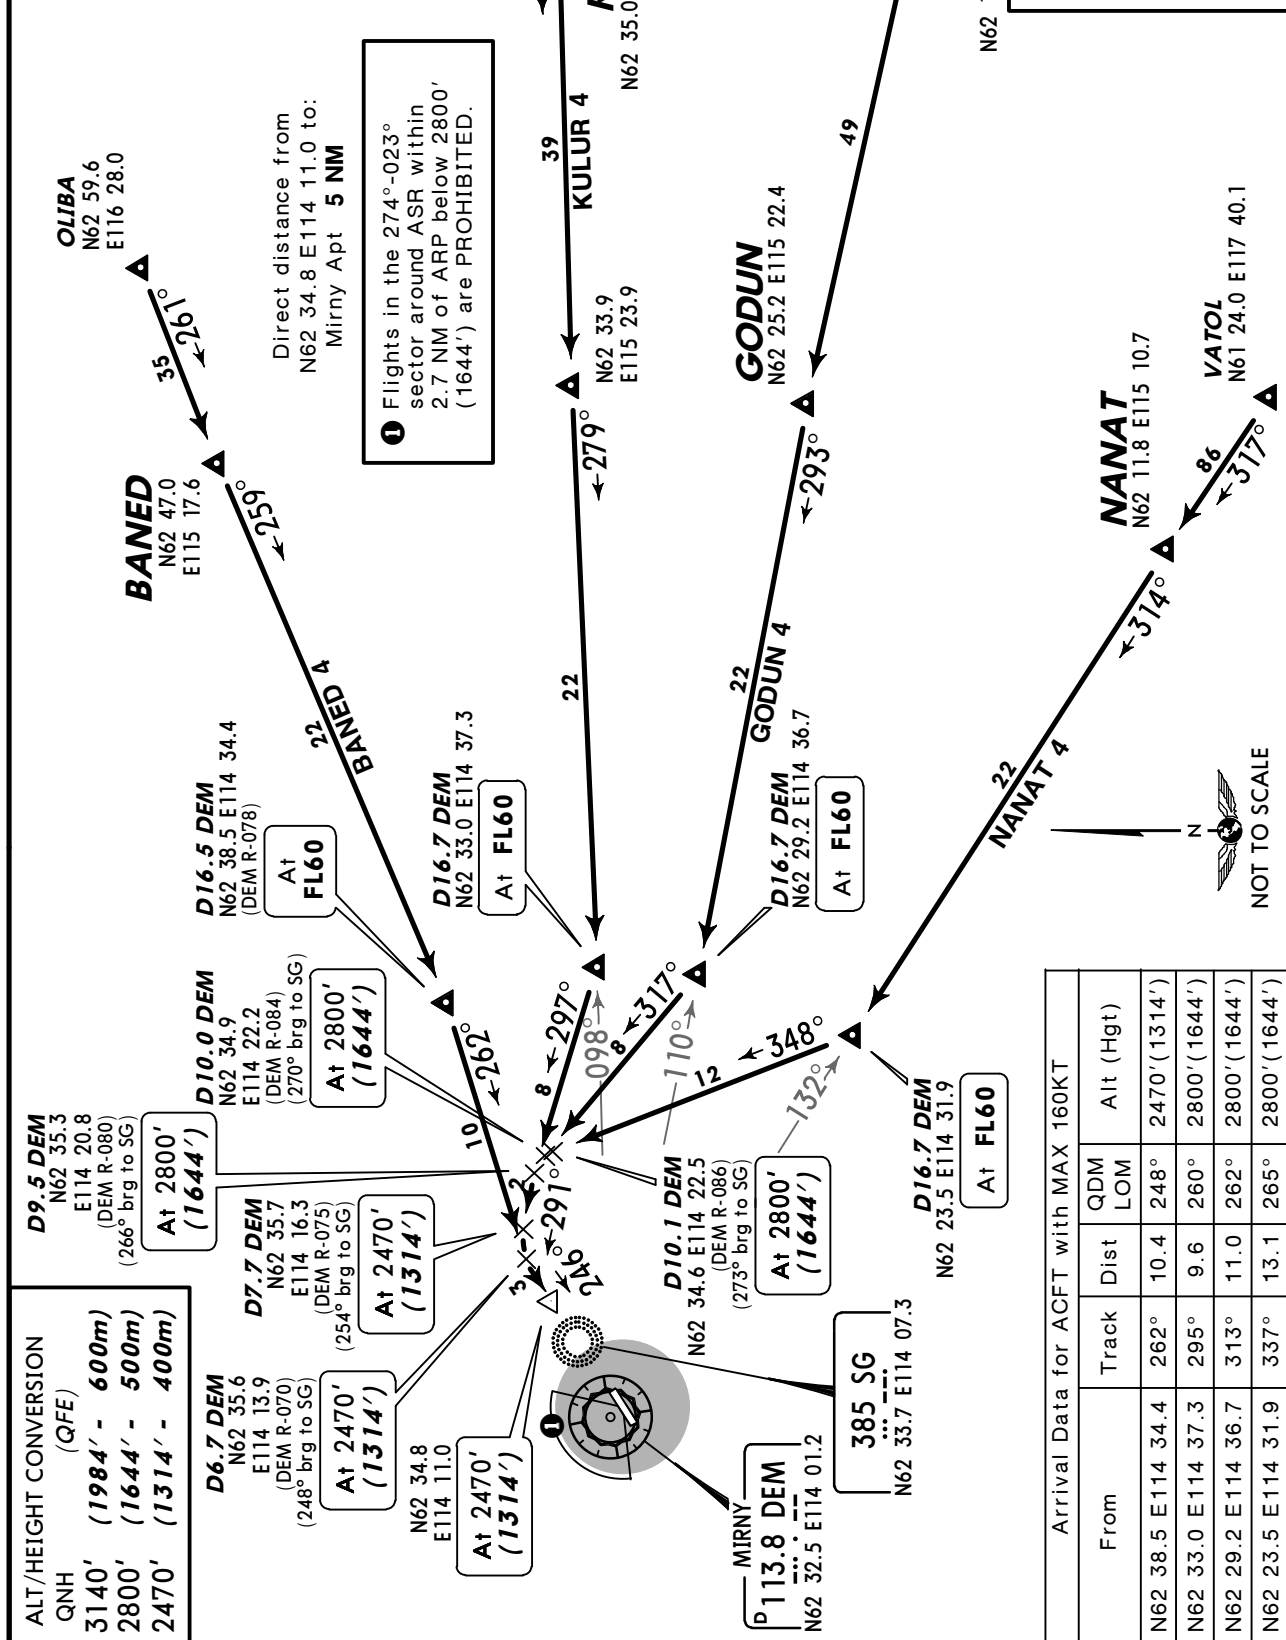 ALT/HEIGHT CONVERSION
QNH (QFE)
3140' (1984' - 600m)
2800' (1644' - 500m)
2470' (1314' - 400m)
D9.5 DEM
N62 35.3
E114 20.8
(DEM R-080)
(266° brg to SG)
At 2800'
(1644')
D10.0 DEM
N62 34.9
E114 22.2
(DEM R-084)
(270° brg to SG)
At 2800'
(1644')
D16.5 DEM
N62 38.5 E114 34.4
(DEM R-078)
At
FL60
BANED
N62 47.0
E115 17.6
OLIBA
N62 59.6
E116 28.0
35
261°
259°
22
BANED 4
262°
10
Direct distance from
N62 34.8 E114 11.0 to:
Mirny Apt 5 NM
1 Flights in the 274°-023°
sector around ASR within
2.7 NM of ARP below 2800'
(1644') are PROHIBITED.
D7.7 DEM
N62 35.7
E114 16.3
(DEM R-075)
(254° brg to SG)
At 2470'
(1314')
D6.7 DEM
N62 35.6
E114 13.9
(DEM R-070)
(248° brg to SG)
At 2470'
(1314')
N62 34.8
E114 11.0
At 2470'
(1314')
D16.7 DEM
N62 33.0 E114 37.3
At FL60
39
KULUR 4
N62 33.9
E115 23.9
279°
22
297°
8
098°
2
291°
3
246°
1
N62 35.0
N62
49
GODUN
N62 25.2 E115 22.4
293°
22
GODUN 4
D16.7 DEM
N62 29.2 E114 36.7
At FL60
317°
8
110°
348°
12
132°
D10.1 DEM
N62 34.6 E114 22.5
(DEM R-086)
(273° brg to SG)
At 2800'
(1644')
D16.7 DEM
N62 23.5 E114 31.9
At FL60
NANAT
N62 11.8 E115 10.7
VATOL
N61 24.0 E117 40.1
86
317°
314°
22
NANAT 4
MIRNY
P 113.8 DEM
N62 32.5 E114 01.2
385 SG
N62 33.7 E114 07.3
N
NOT TO SCALE
Arrival Data for ACFT with MAX 160KT
From Track Dist QDM LOM Alt (Hgt)
N62 38.5 E114 34.4 262° 10.4 248° 2470'(1314')
N62 33.0 E114 37.3 295° 9.6 260° 2800'(1644')
N62 29.2 E114 36.7 313° 11.0 262° 2800'(1644')
N62 23.5 E114 31.9 337° 13.1 265° 2800'(1644')